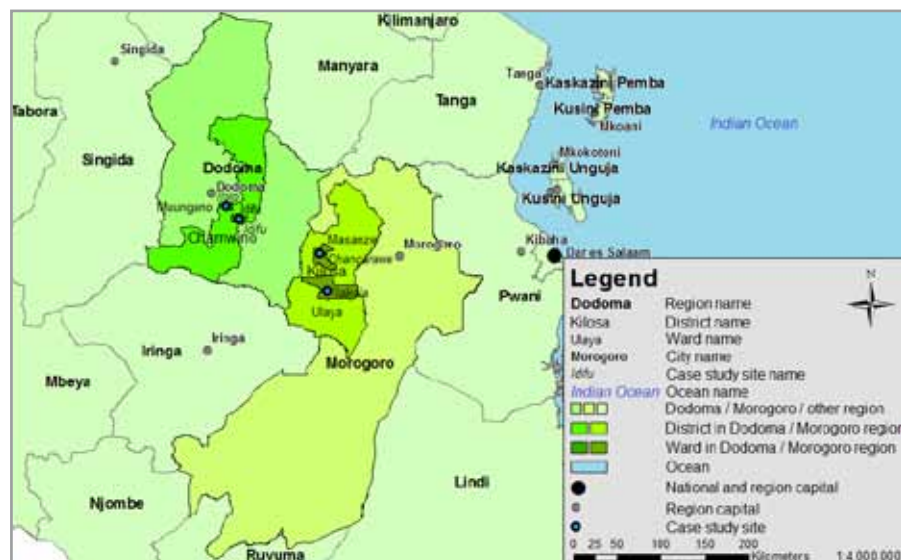 Kilimanjaro
Singida
Manyara
Tanga
Tanga
Kaskazini Pemba
Tabora
Kusini Pemba
Mkoani
Indian Ocean
Singida
Mkokotoni
Dodoma
Kaskazini Unguja
Dodoma
Kusini Unguja
Idifu
Chamwino
Masanze
Morogoro
Kibaha
Dar es Salaam
Changarawe
Kilosa
Pwani
Ulaya
Iringa
Iringa
Morogoro
Mbeya
Lindi
Njombe
Ruvuma
Legend
N
Dodoma Region name
Kilosa District name
Ulaya Ward name
Morogoro City name
Idifu Case study site name
Indian Ocean Ocean name
Dodoma / Morogoro / other region
District in Dodoma / Morogoro region
Ward in Dodoma / Morogoro region
Ocean
National and region capital
Region capital
Case study site
0 25 50 100 150 200
Kilometers 1:4.000.000